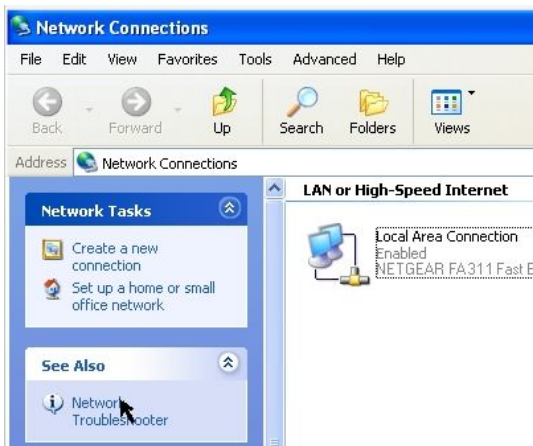 Network Connections
File Edit View Favorites Tools Advanced Help
Back Forward Up Search Folders Views
Address Network Connections
Network Tasks
Create a new
connection
Set up a home or small
office network
See Also
Network
Troubleshooter
LAN or High-Speed Internet
Local Area Connection
Enabled
NETGEAR FA311 Fast E